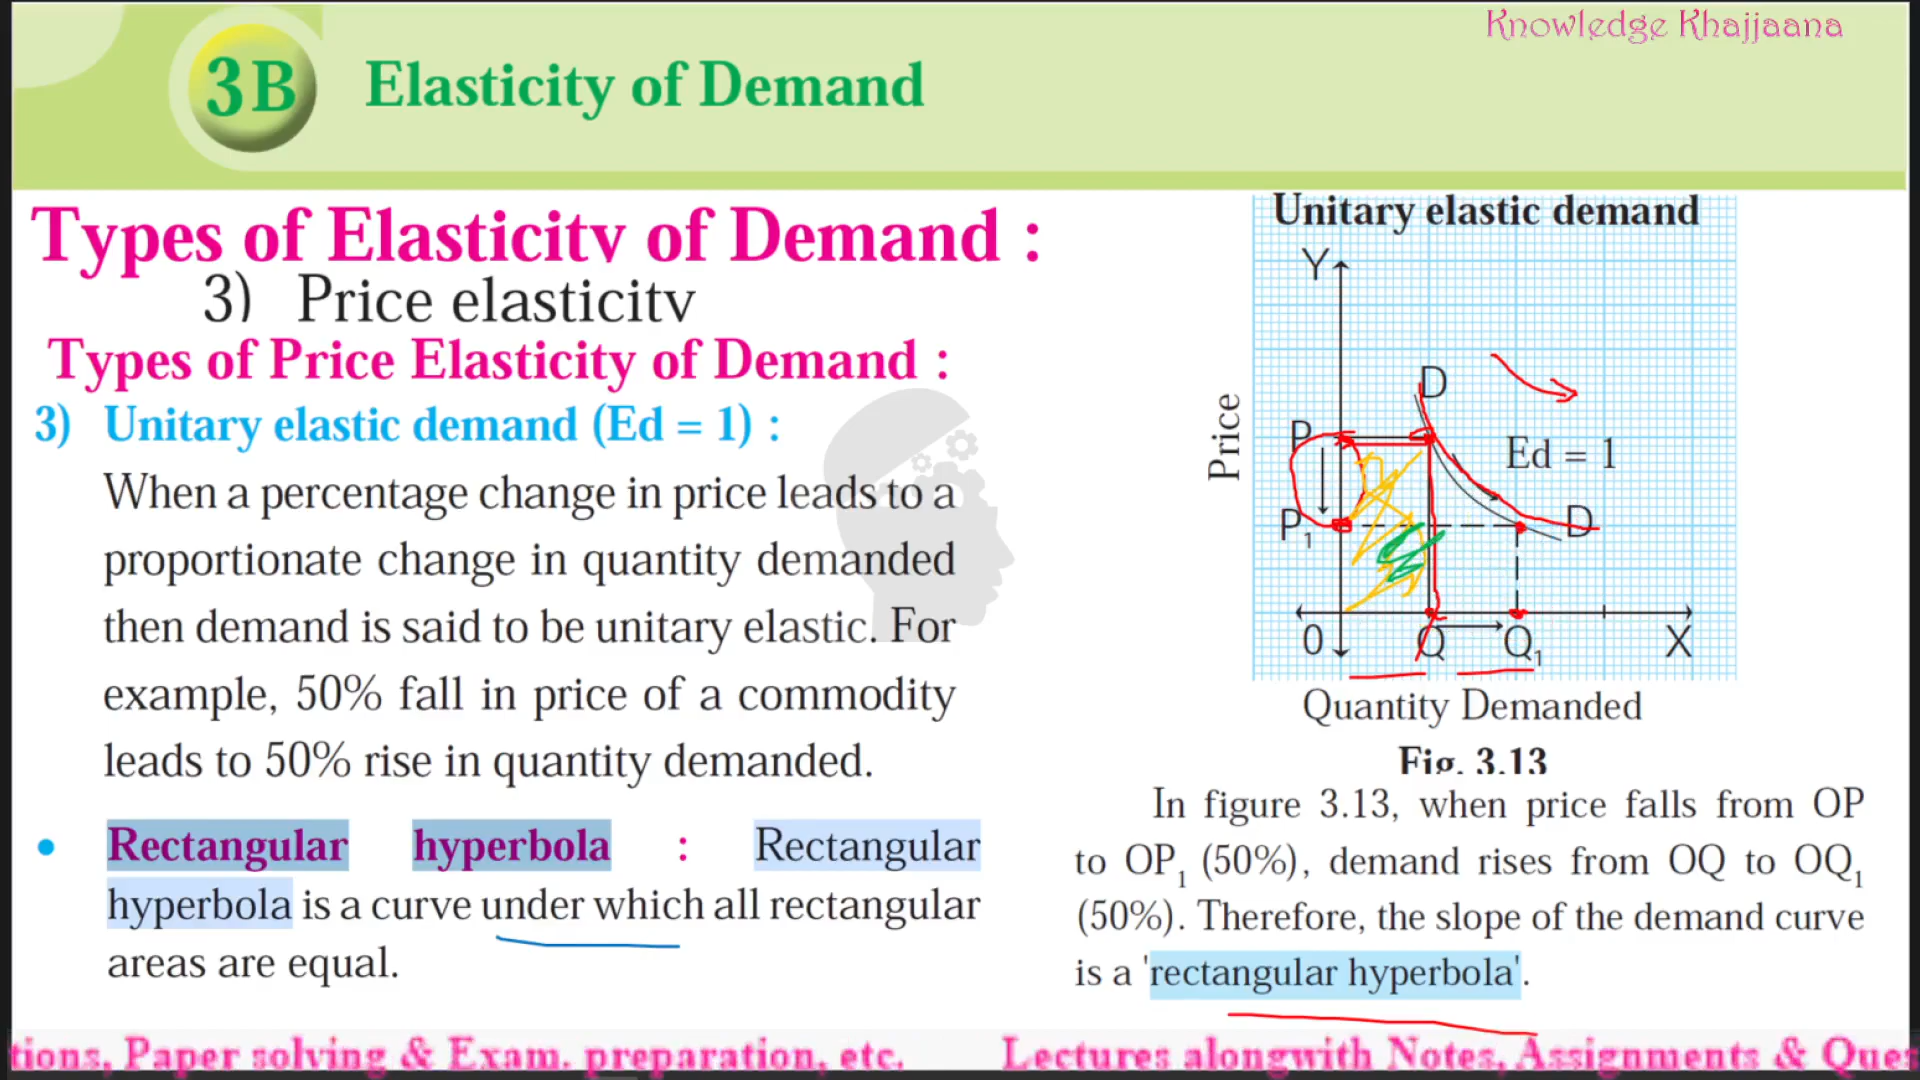 Knowledge Khajjaana
3B Elasticity of Demand
Types of Elasticity of Demand :
3) Price elasticity
Types of Price Elasticity of Demand :
3) Unitary elastic demand (Ed = 1) :
When a percentage change in price leads to a
proportionate change in quantity demanded
then demand is said to be unitary elastic. For
example, 50% fall in price of a commodity
leads to 50% rise in quantity demanded.
• Rectangular hyperbola : Rectangular
hyperbola is a curve under which all rectangular
areas are equal.
Unitary elastic demand
Y
D
P
Ed = 1
Price
P₁
D
0 Q Q₁ X
Quantity Demanded
Fig. 3.13
In figure 3.13, when price falls from OP
to OP₁ (50%), demand rises from OQ to OQ₁
(50%). Therefore, the slope of the demand curve
is a 'rectangular hyperbola'.
tions, Paper solving & Exam. preparation, etc. Lectures alongwith Notes, Assignments & Ques